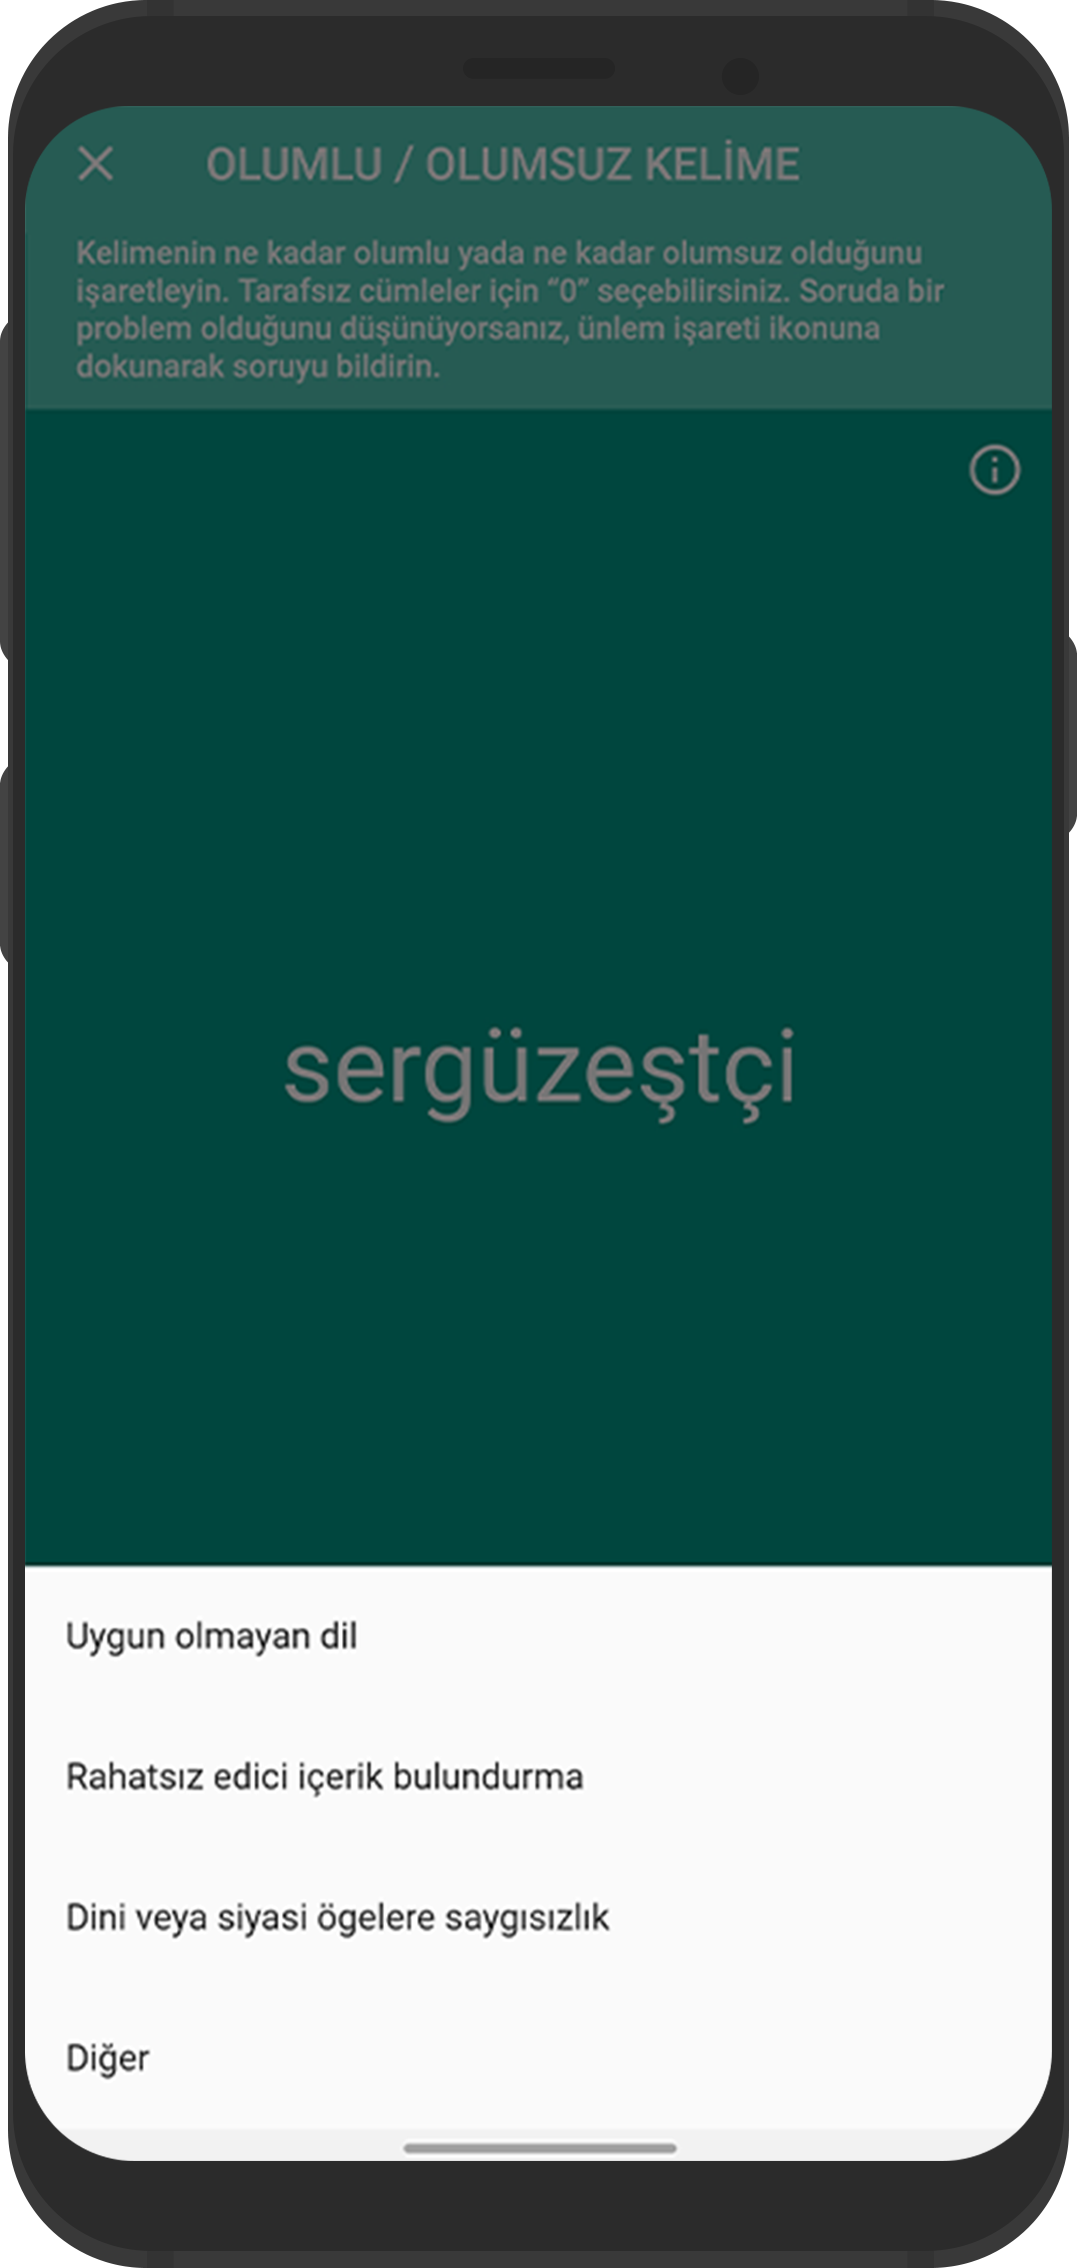 OLUMLU / OLUMSUZ KELİME
Kelimenin ne kadar olumlu yada ne kadar olumsuz olduğunu
işaretleyin. Tarafsız cümleler için “0” seçebilirsiniz. Soruda bir
problem olduğunu düşünüyorsanız, ünlem işareti ikonuna
dokunarak soruyu bildirin.
sergüzeştçi
Uygun olmayan dil
Rahatsız edici içerik bulundurma
Dini veya siyasi ögelere saygısızlık
Diğer